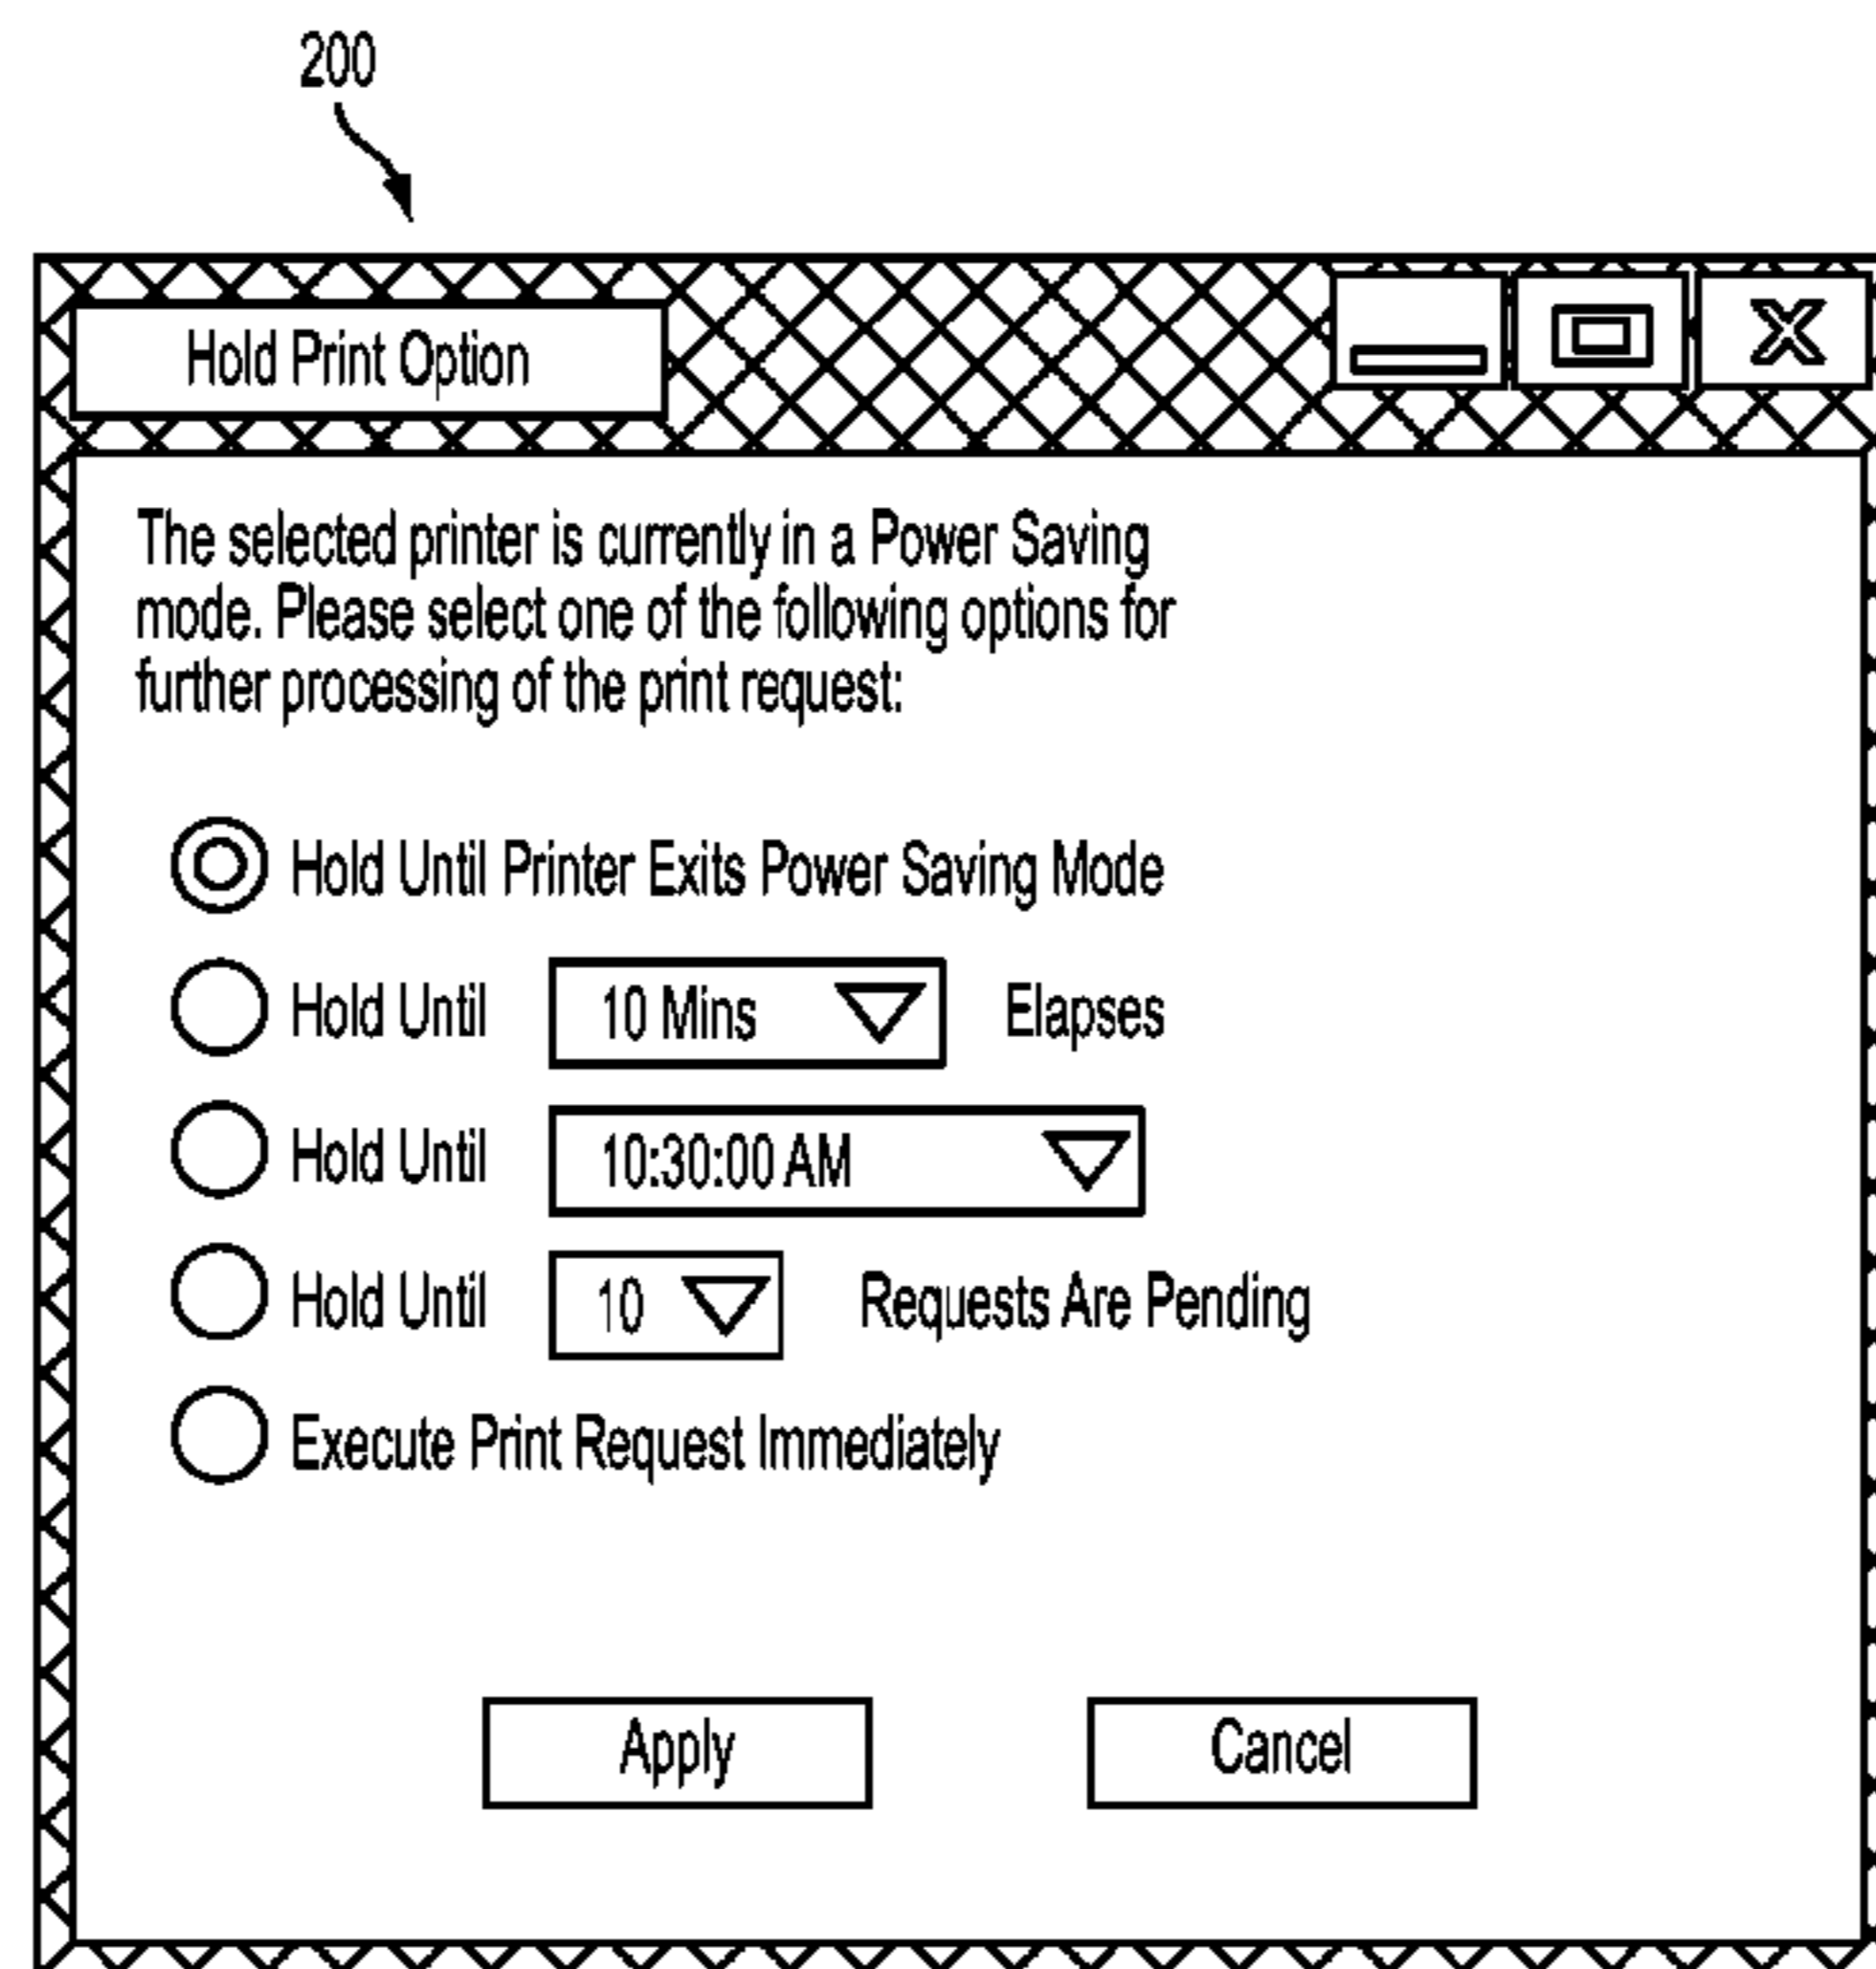 200
Hold Print Option
X
The selected printer is currently in a Power Saving
mode. Please select one of the following options for
further processing of the print request:
Hold Until Printer Exits Power Saving Mode
Hold Until 10 Mins Elapses
Hold Until 10:30:00 AM
Hold Until 10 Requests Are Pending
Execute Print Request Immediately
Apply Cancel